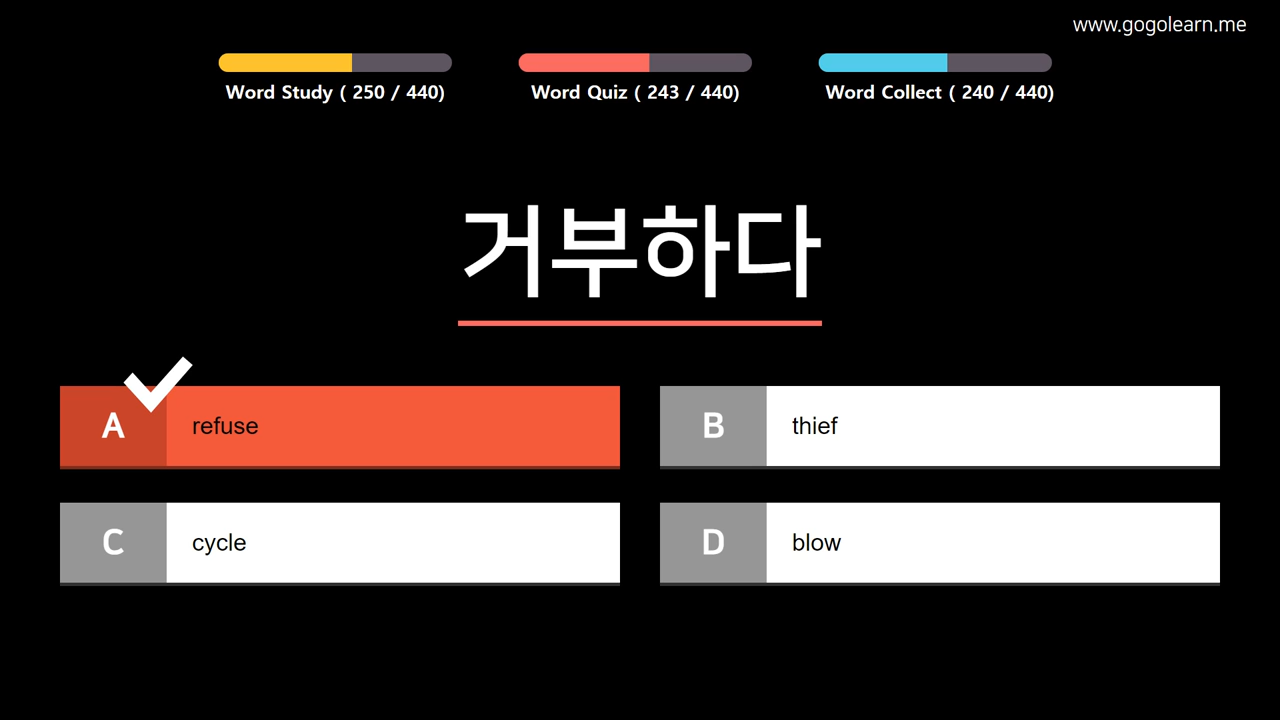 www.gogolearn.me
Word Study ( 250 / 440)
Word Quiz ( 243 / 440)
Word Collect ( 240 / 440)
거부하다
A refuse
B thief
C cycle
D blow